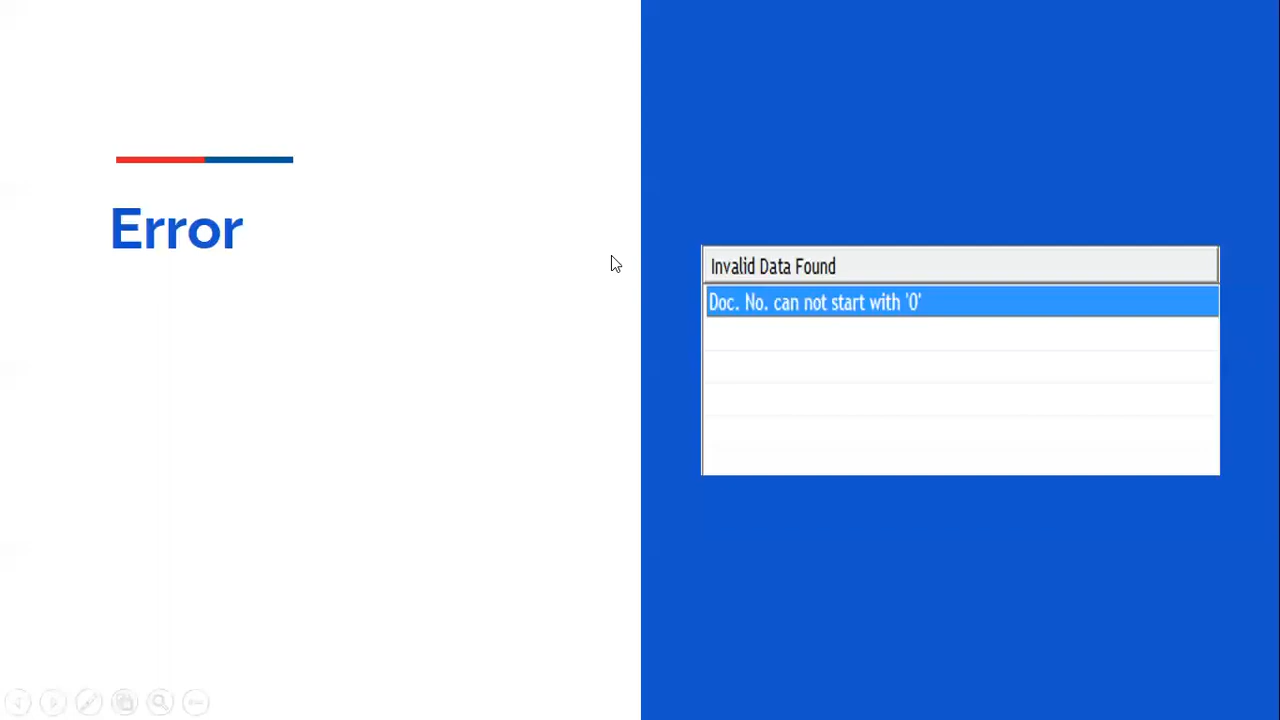 Error
Invalid Data Found
Doc. No. can not start with '0'